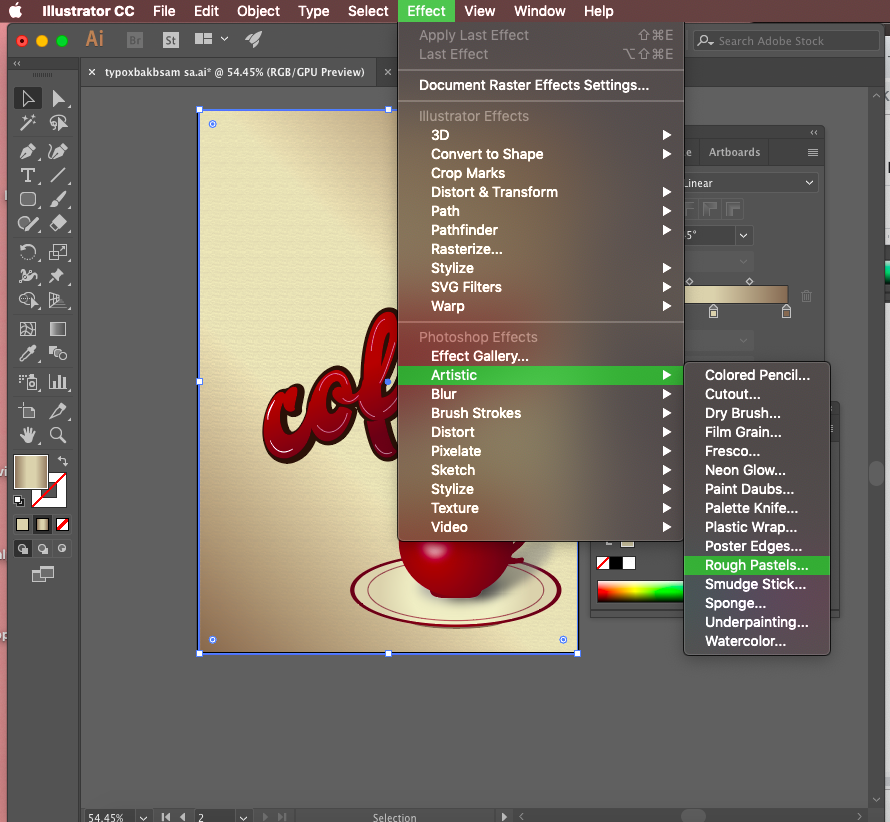 Illustrator CC File Edit Object Type Select Effect View Window Help
Ai Br St
Search Adobe Stock
× typoxbakbsam sa.ai* @ 54.45% (RGB/GPU Preview) ×
Apply Last Effect ⇧⌘E
Last Effect ⌥⇧⌘E
Document Raster Effects Settings...
Illustrator Effects
3D
Convert to Shape
Crop Marks
Distort & Transform
Path
Pathfinder
Rasterize...
Stylize
SVG Filters
Warp
Photoshop Effects
Effect Gallery...
Artistic
Blur
Brush Strokes
Distort
Pixelate
Sketch
Stylize
Texture
Video
Artboards
Linear
5°
Colored Pencil...
Cutout...
Dry Brush...
Film Grain...
Fresco...
Neon Glow...
Paint Daubs...
Palette Knife...
Plastic Wrap...
Poster Edges...
Rough Pastels...
Smudge Stick...
Sponge...
Underpainting...
Watercolor...
54.45% 2 Selection